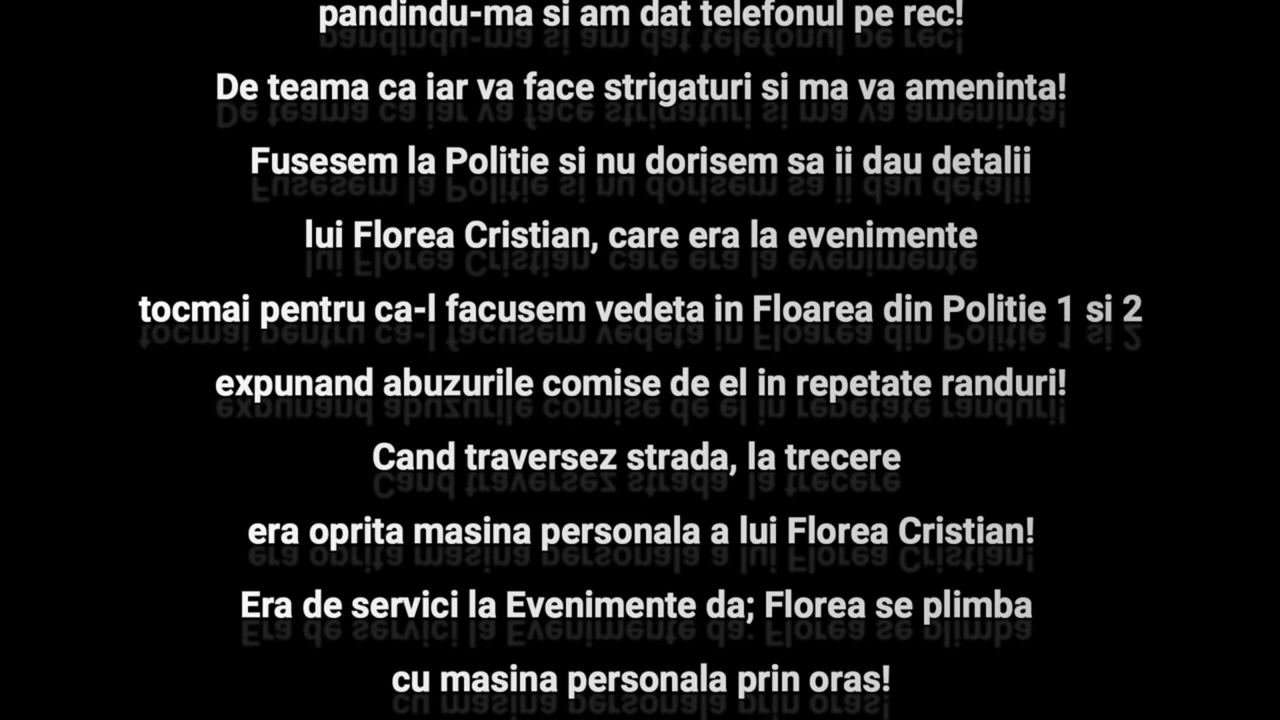 pandindu-ma si am dat telefonul pe rec!
De teama ca iar va face strigaturi si ma va ameninta!
Fusesem la Politie si nu dorisem sa ii dau detalii
lui Florea Cristian, care era la evenimente
tocmai pentru ca-l facusem vedeta in Floarea din Politie 1 si 2
expunand abuzurile comise de el in repetate randuri!
Cand traversez strada, la trecere
era oprita masina personala a lui Florea Cristian!
Era de servici la Evenimente da; Florea se plimba
cu masina personala prin oras!